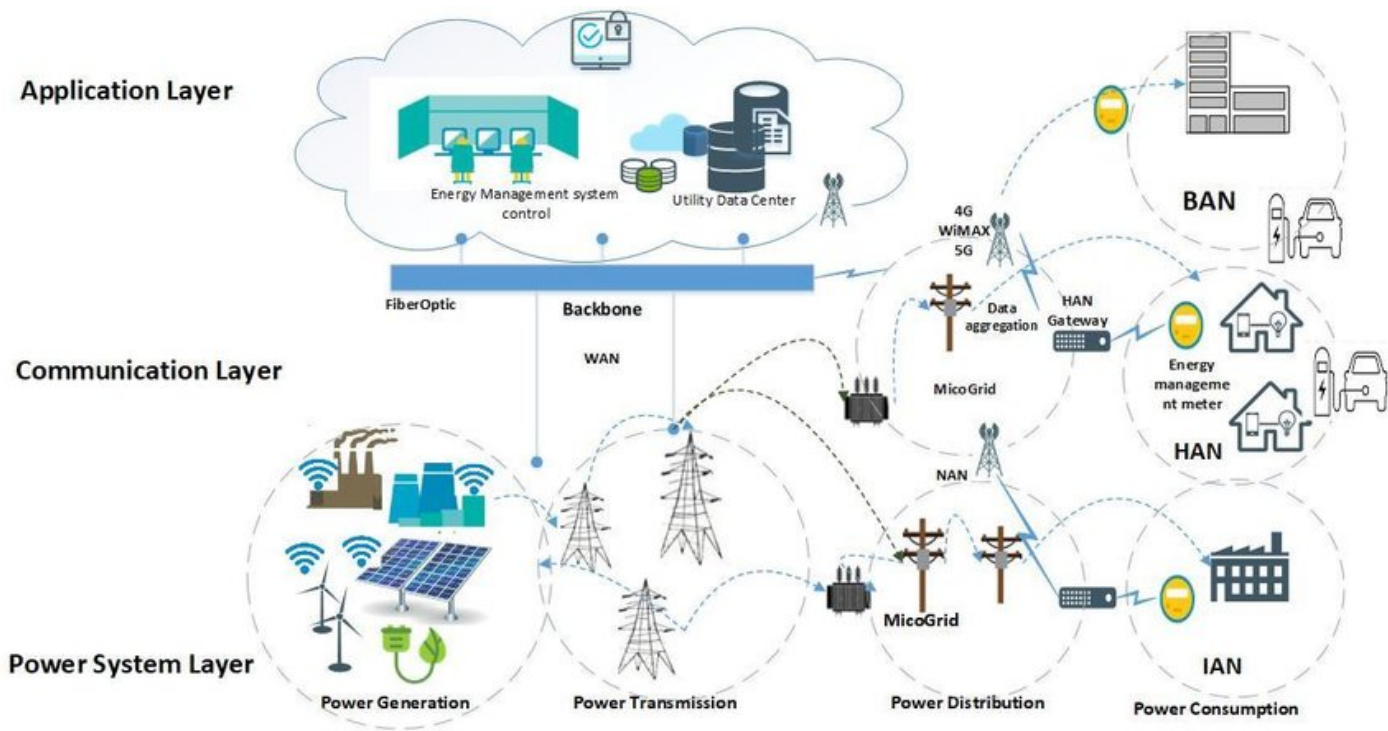 Application Layer
Energy Management system
control
Utility Data Center
4G
WiMAX
5G
BAN
FiberOptic
Backbone
WAN
Data
aggregation
HAN
Gateway
Communication Layer
MicoGrid
Energy
manageme
nt meter
HAN
NAN
MicoGrid
IAN
Power System Layer
Power Generation
Power Transmission
Power Distribution
Power Consumption